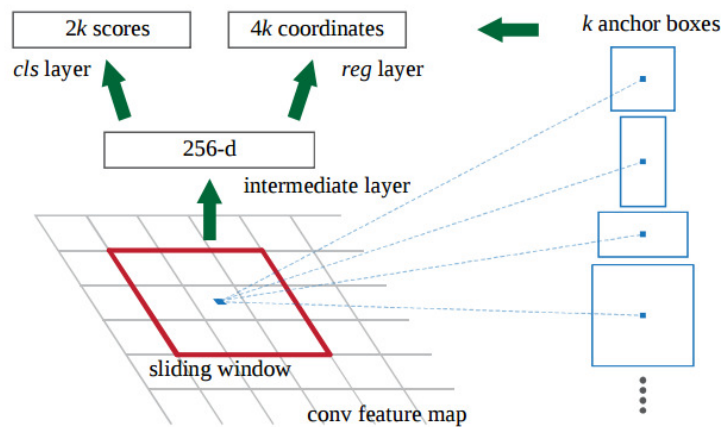 2k scores
4k coordinates
k anchor boxes
cls layer
reg layer
256-d
intermediate layer
sliding window
conv feature map